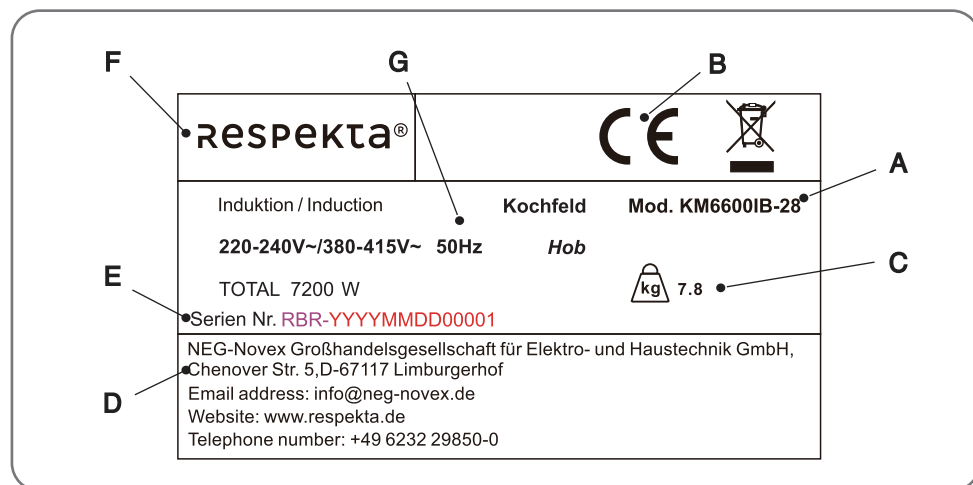 F
G
B
Respekta®
CE
A
Induktion / Induction
Kochfeld
Mod. KM6600IB-28
220-240V~/380-415V~ 50Hz
Hob
C
E
TOTAL 7200 W
kg 7.8
Serien Nr. RBR-YYYYMMDD00001
NEG-Novex Großhandelsgesellschaft für Elektro- und Haustechnik GmbH,
Chenover Str. 5,D-67117 Limburgerhof
D
Email address: info@neg-novex.de
Website: www.respekta.de
Telephone number: +49 6232 29850-0